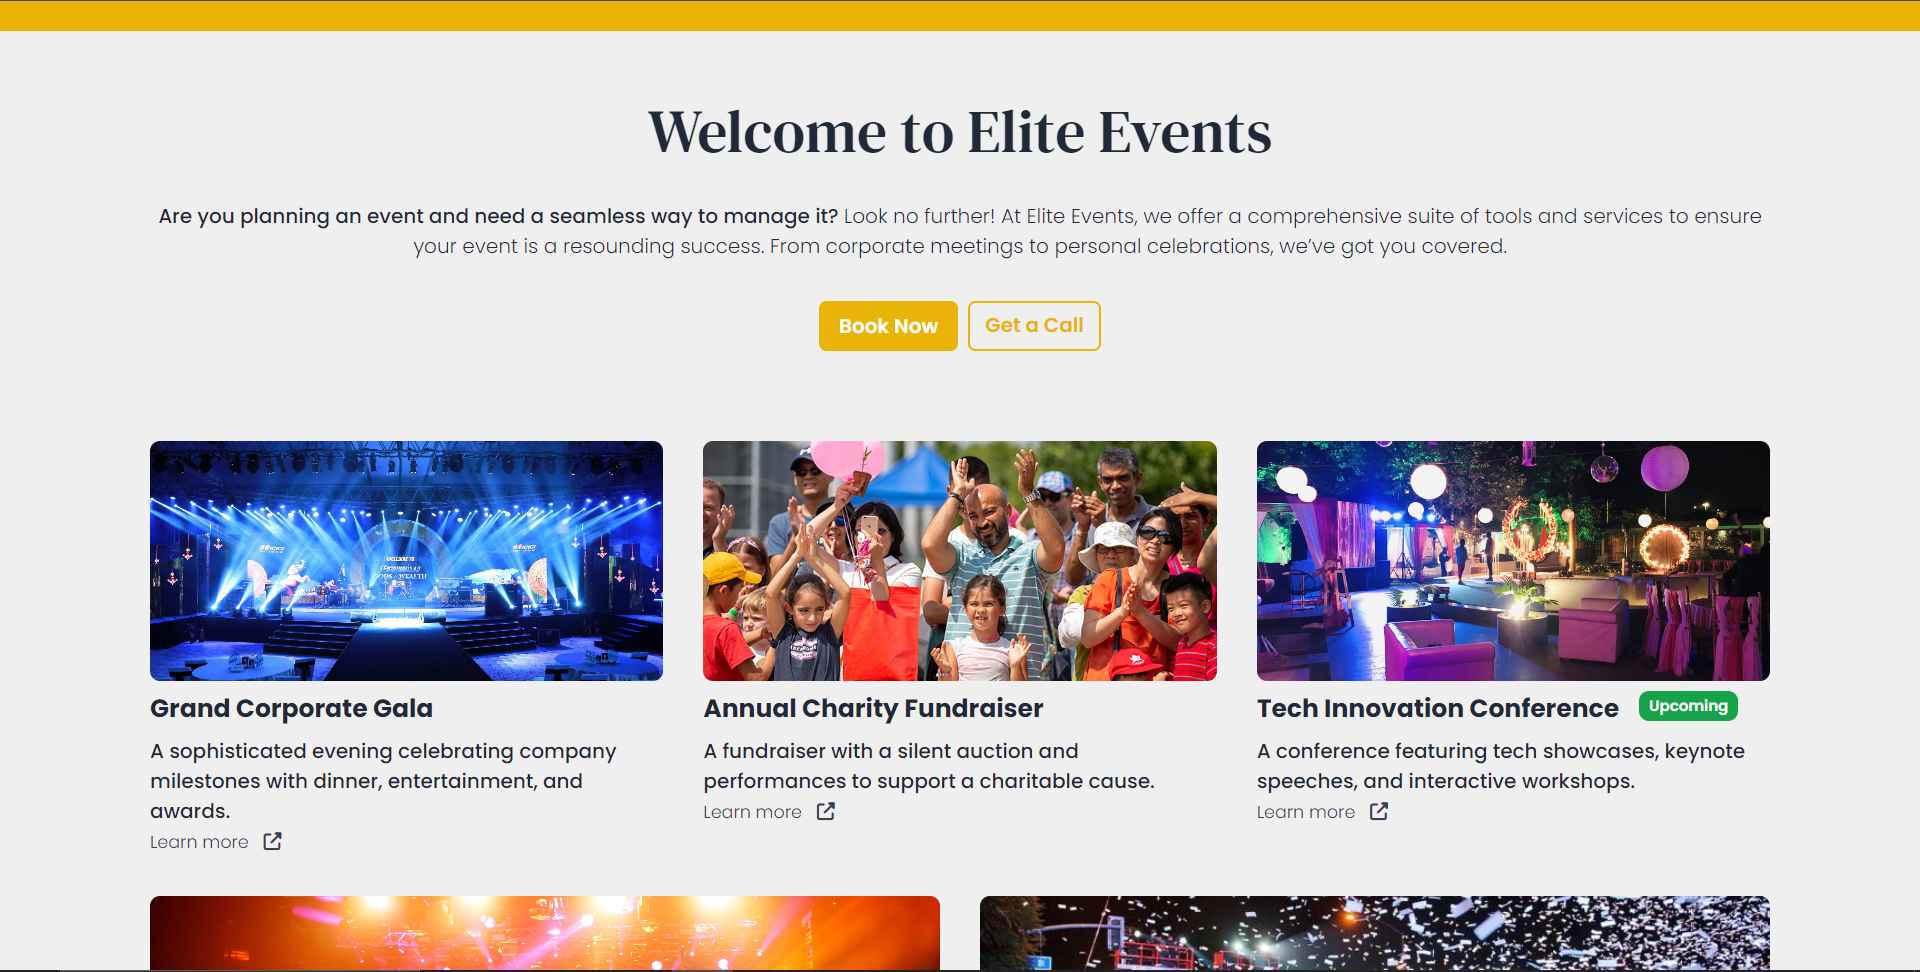 Welcome to Elite Events
Are you planning an event and need a seamless way to manage it? Look no further! At Elite Events, we offer a comprehensive suite of tools and services to ensure
your event is a resounding success. From corporate meetings to personal celebrations, we’ve got you covered.
Book Now
Get a Call
Grand Corporate Gala
A sophisticated evening celebrating company
milestones with dinner, entertainment, and
awards.
Learn more
Annual Charity Fundraiser
A fundraiser with a silent auction and
performances to support a charitable cause.
Learn more
Tech Innovation Conference
Upcoming
A conference featuring tech showcases, keynote
speeches, and interactive workshops.
Learn more